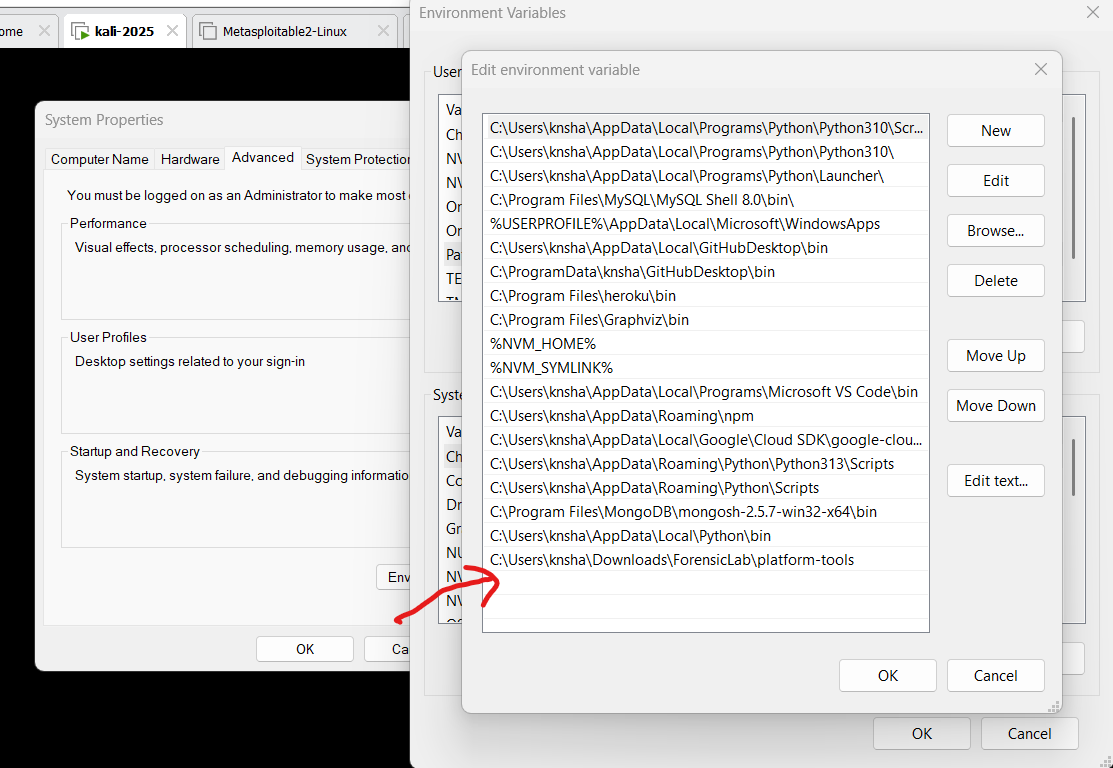 ome
kali-2025
Metasploitable2-Linux
Environment Variables
User
Va
Ch
NV
NV
Or
Or
Pa
TE
Syste
Va
Ch
Co
Dr
Gr
NU
NV
NV
OK
Cancel
System Properties
Computer Name
Hardware
Advanced
System Protection
You must be logged on as an Administrator to make most
Performance
Visual effects, processor scheduling, memory usage, and
User Profiles
Desktop settings related to your sign-in
Startup and Recovery
System startup, system failure, and debugging informatio
Env
OK
Ca
Edit environment variable
C:\Users\knsha\AppData\Local\Programs\Python\Python310\Scr...
C:\Users\knsha\AppData\Local\Programs\Python\Python310\
C:\Users\knsha\AppData\Local\Programs\Python\Launcher\
C:\Program Files\MySQL\MySQL Shell 8.0\bin\
%USERPROFILE%\AppData\Local\Microsoft\WindowsApps
C:\Users\knsha\AppData\Local\GitHubDesktop\bin
C:\ProgramData\knsha\GitHubDesktop\bin
C:\Program Files\heroku\bin
C:\Program Files\Graphviz\bin
%NVM_HOME%
%NVM_SYMLINK%
C:\Users\knsha\AppData\Local\Programs\Microsoft VS Code\bin
C:\Users\knsha\AppData\Roaming\npm
C:\Users\knsha\AppData\Local\Google\Cloud SDK\google-clou...
C:\Users\knsha\AppData\Roaming\Python\Python313\Scripts
C:\Users\knsha\AppData\Roaming\Python\Scripts
C:\Program Files\MongoDB\mongosh-2.5.7-win32-x64\bin
C:\Users\knsha\AppData\Local\Python\bin
C:\Users\knsha\Downloads\ForensicLab\platform-tools
New
Edit
Browse...
Delete
Move Up
Move Down
Edit text...
OK
Cancel